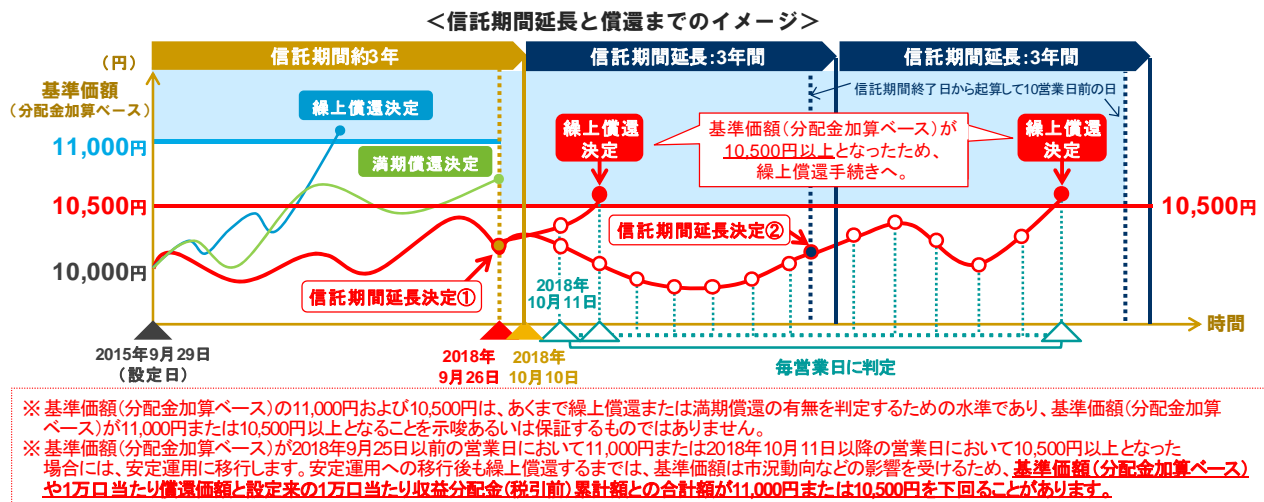 ＜信託期間延長と償還までのイメージ＞
信託期間約3年
信託期間延長：3年間
信託期間延長：3年間
（円）
基準価額
（分配金加算ベース）
信託期間終了日から起算して10営業日前の日
繰上償還決定
11,000円
満期償還決定
繰上償還
決定
基準価額（分配金加算ベース）が
10,500円以上となったため、
繰上償還手続きへ。
繰上償還
決定
10,500円
10,500円
信託期間延長決定②
10,000円
信託期間延長決定①
2018年
10月11日
時間
2015年9月29日
（設定日）
2018年
9月26日
2018年
10月10日
毎営業日に判定
※ 基準価額（分配金加算ベース）の11,000円および10,500円は、あくまで繰上償還または満期償還の有無を判定するための水準であり、基準価額（分配金加算
ベース）が11,000円または10,500円以上となることを示唆あるいは保証するものではありません。
※ 基準価額（分配金加算ベース）が2018年9月25日以前の営業日において11,000円または2018年10月11日以降の営業日において10,500円以上となった
場合には、安定運用に移行します。安定運用への移行後も繰上償還するまでは、基準価額は市況動向などの影響を受けるため、基準価額（分配金加算ベース）
や1万口当たり償還価額と設定来の1万口当たり収益分配金（税引前）累計額との合計額が11,000円または10,500円を下回ることがあります。